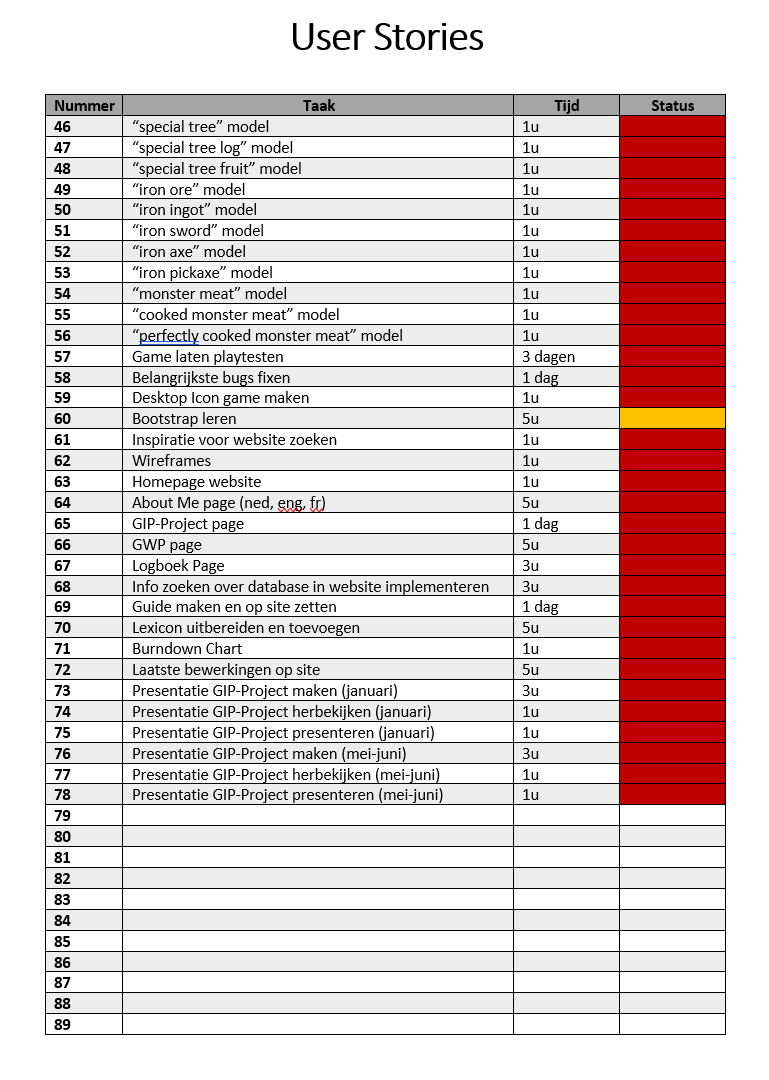 User Stories
Nummer Taak Tijd Status
46 “special tree” model 1u
47 “special tree log” model 1u
48 “special tree fruit” model 1u
49 “iron ore” model 1u
50 “iron ingot” model 1u
51 “iron sword” model 1u
52 “iron axe” model 1u
53 “iron pickaxe” model 1u
54 “monster meat” model 1u
55 “cooked monster meat” model 1u
56 “perfectly cooked monster meat” model 1u
57 Game laten playtesten 3 dagen
58 Belangrijkste bugs fixen 1 dag
59 Desktop Icon game maken 1u
60 Bootstrap leren 5u
61 Inspiratie voor website zoeken 1u
62 Wireframes 1u
63 Homepage website 1u
64 About Me page (ned, eng, fr) 5u
65 GIP-Project page 1 dag
66 GWP page 5u
67 Logboek Page 3u
68 Info zoeken over database in website implementeren 3u
69 Guide maken en op site zetten 1 dag
70 Lexicon uitbereiden en toevoegen 5u
71 Burndown Chart 1u
72 Laatste bewerkingen op site 5u
73 Presentatie GIP-Project maken (januari) 3u
74 Presentatie GIP-Project herbekijken (januari) 1u
75 Presentatie GIP-Project presenteren (januari) 1u
76 Presentatie GIP-Project maken (mei-juni) 3u
77 Presentatie GIP-Project herbekijken (mei-juni) 1u
78 Presentatie GIP-Project presenteren (mei-juni) 1u
79
80
81
82
83
84
85
86
87
88
89